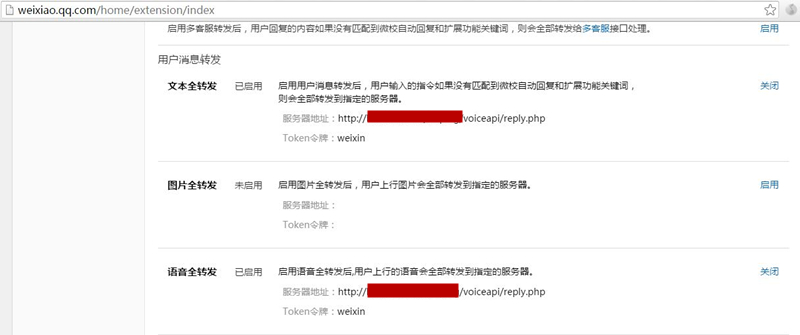 weixiao.qq.com/home/extension/index
启用多客服转发后，用户回复的内容如果没有匹配到微校自动回复和扩展功能关键词，则会全部转发给多客服接口处理。 启用
用户消息转发
文本全转发 已启用 启用用户消息转发后，用户输入的指令如果没有匹配到微校自动回复和扩展功能关键词， 关闭
则会全部转发到指定的服务器。
服务器地址：http:// voiceapi/reply.php
Token令牌：weixin
图片全转发 未启用 启用图片全转发后，用户上行图片会全部转发到指定的服务器。 启用
服务器地址：
Token令牌：
语音全转发 已启用 启用语音全转发后,用户上行的语音会全部转发到指定的服务器。 关闭
服务器地址：http:// /voiceapi/reply.php
Token令牌：weixin